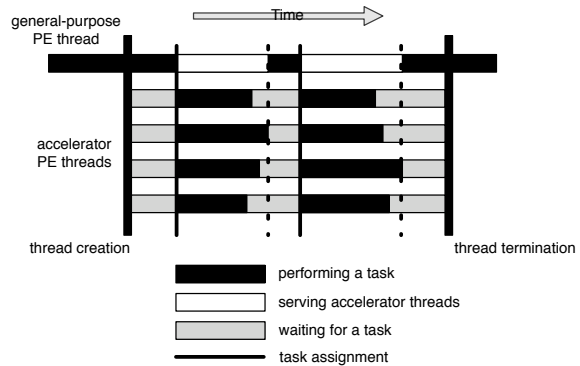 general-purpose
PE thread
Time
accelerator
PE threads
thread creation
thread termination
performing a task
serving accelerator threads
waiting for a task
task assignment